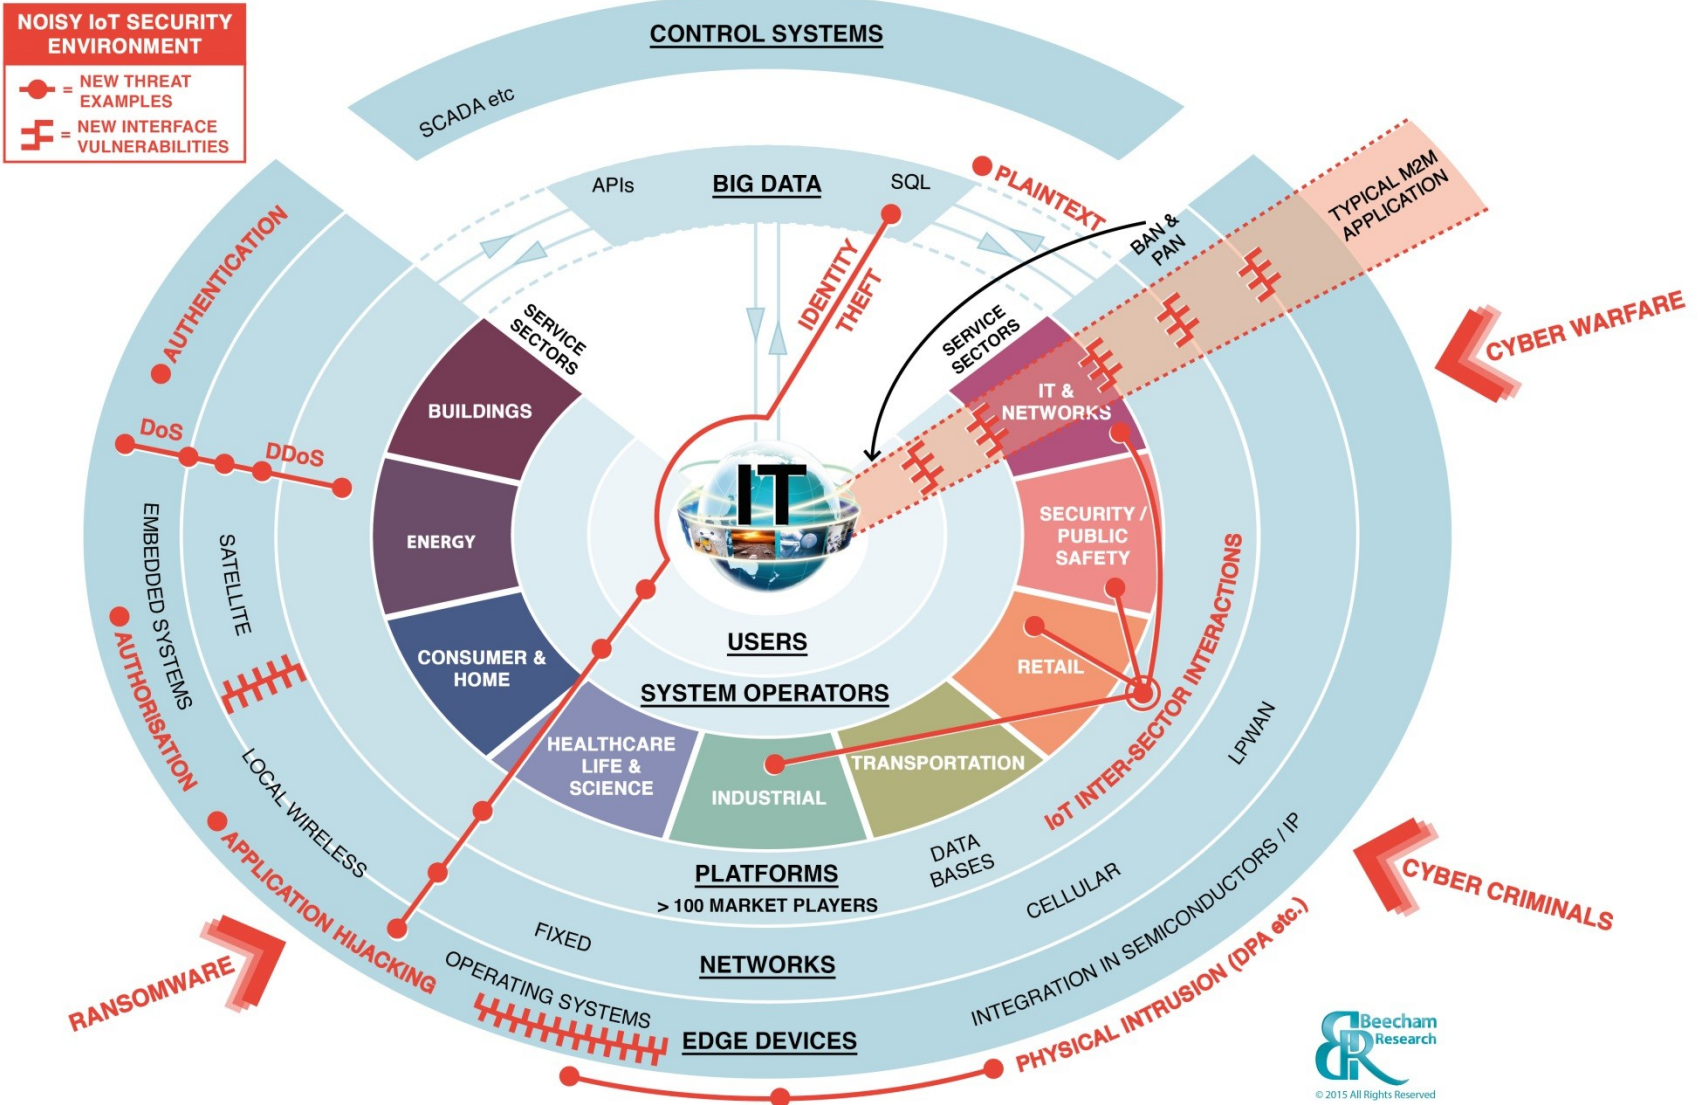 NOISY IoT SECURITY
ENVIRONMENT
= NEW THREAT
EXAMPLES
= NEW INTERFACE
VULNERABILITIES
CONTROL SYSTEMS
SCADA etc
APIs
BIG DATA
SQL
PLAINTEXT
TYPICAL M2M
APPLICATION
BAN &
PAN
AUTHENTICATION
IDENTITY
THEFT
SERVICE
SECTORS
SERVICE
SECTORS
CYBER WARFARE
BUILDINGS
IT &
NETWORKS
DoS
DDoS
IT
ENERGY
SECURITY /
PUBLIC
SAFETY
EMBEDDED SYSTEMS
SATELLITE
IoT INTER-SECTOR INTERACTIONS
USERS
CONSUMER &
HOME
RETAIL
SYSTEM OPERATORS
AUTHORISATION
LPWAN
HEALTHCARE
LIFE &
SCIENCE
INDUSTRIAL
TRANSPORTATION
LOCAL WIRELESS
APPLICATION HIJACKING
PLATFORMS
> 100 MARKET PLAYERS
DATA
BASES
CELLULAR
CYBER CRIMINALS
FIXED
NETWORKS
INTEGRATION IN SEMICONDUCTORS / IP
RANSOMWARE
OPERATING SYSTEMS
EDGE DEVICES
PHYSICAL INTRUSION (DPA etc.)
Beecham
Research
© 2015 All Rights Reserved